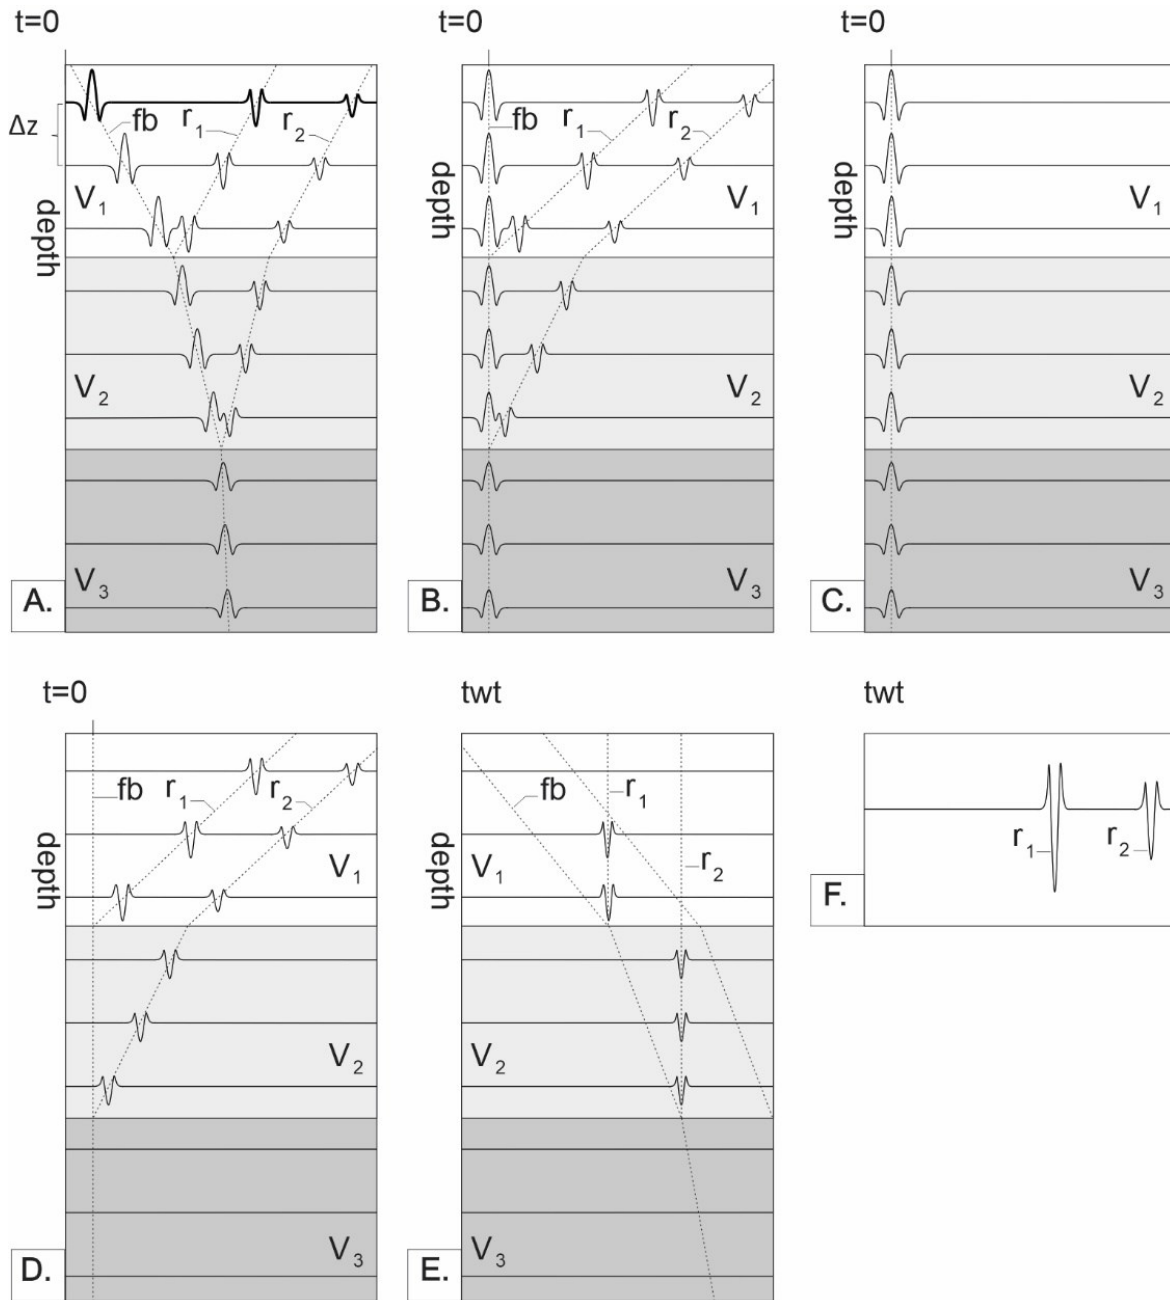 t=0
t=0
t=0
Δz
fb
r₁
r₂
depth
V₁
V₂
V₃
A.
fb
r₁
r₂
depth
V₁
V₂
V₃
B.
depth
V₁
V₂
V₃
C.
t=0
twt
twt
fb
r₁
r₂
depth
V₁
V₂
V₃
D.
fb
r₁
r₂
depth
V₁
V₂
V₃
E.
r₁
r₂
F.